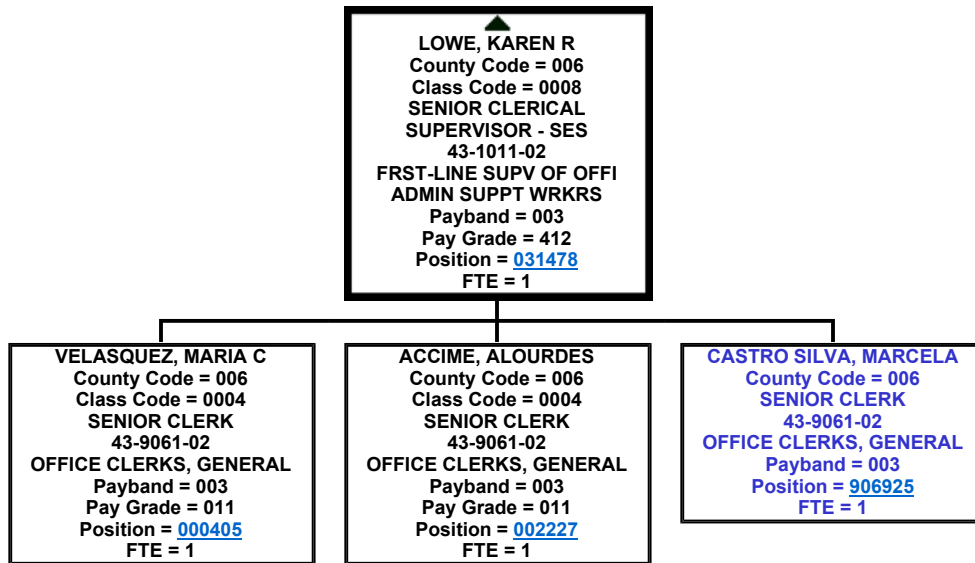 LOWE, KAREN R
County Code = 006
Class Code = 0008
SENIOR CLERICAL
SUPERVISOR - SES
43-1011-02
FRST-LINE SUPV OF OFFI
ADMIN SUPPT WRKRS
Payband = 003
Pay Grade = 412
Position = 031478
FTE = 1
VELASQUEZ, MARIA C
County Code = 006
Class Code = 0004
SENIOR CLERK
43-9061-02
OFFICE CLERKS, GENERAL
Payband = 003
Pay Grade = 011
Position = 000405
FTE = 1
ACCIME, ALOURDES
County Code = 006
Class Code = 0004
SENIOR CLERK
43-9061-02
OFFICE CLERKS, GENERAL
Payband = 003
Pay Grade = 011
Position = 002227
FTE = 1
CASTRO SILVA, MARCELA
County Code = 006
SENIOR CLERK
43-9061-02
OFFICE CLERKS, GENERAL
Payband = 003
Position = 906925
FTE = 1